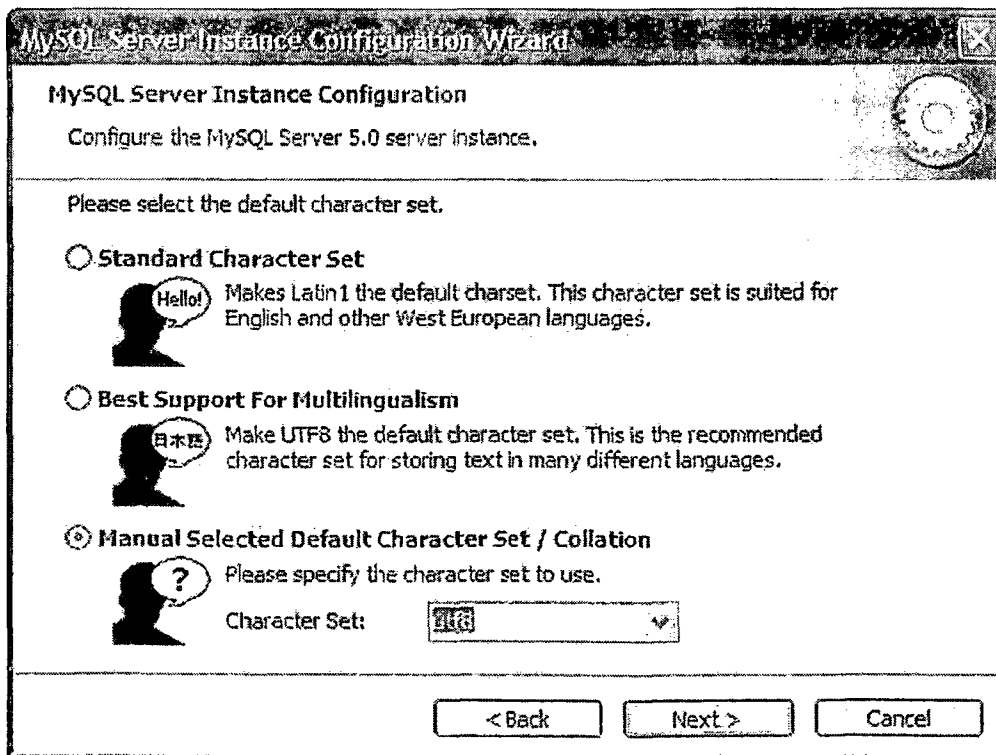 MySQL Server Instance Configuration Wizard
MySQL Server Instance Configuration
Configure the MySQL Server 5.0 server instance.
Please select the default character set.
Standard Character Set
Hello!
Makes Latin1 the default charset. This character set is suited for
English and other West European languages.
Best Support For Multilingualism
日本語
Make UTF8 the default character set. This is the recommended
character set for storing text in many different languages.
Manual Selected Default Character Set / Collation
?
Please specify the character set to use.
Character Set: utf8
< Back Next > Cancel